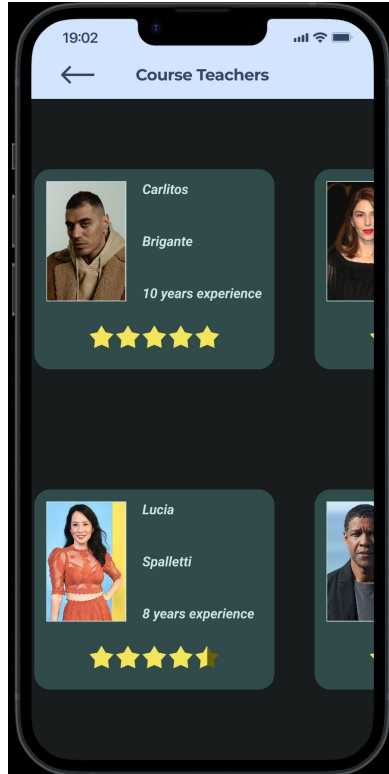 19:02
Course Teachers
Carlitos
Brigante
10 years experience
Lucia
Spalletti
8 years experience